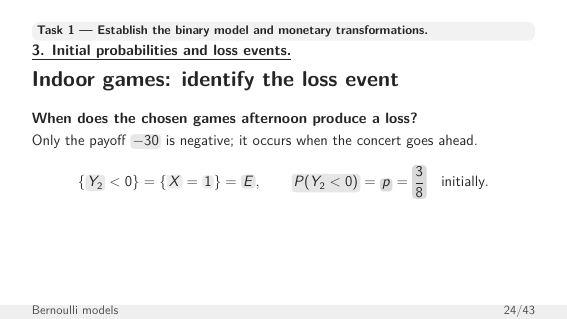 Task 1 — Establish the binary model and monetary transformations.
3. Initial probabilities and loss events.
Indoor games: identify the loss event
When does the chosen games afternoon produce a loss?
Only the payoff −30 is negative; it occurs when the concert goes ahead.
{Y₂ < 0} = {X = 1} = E, P(Y₂ < 0) = p = 3/8 initially.
Bernoulli models 24/43